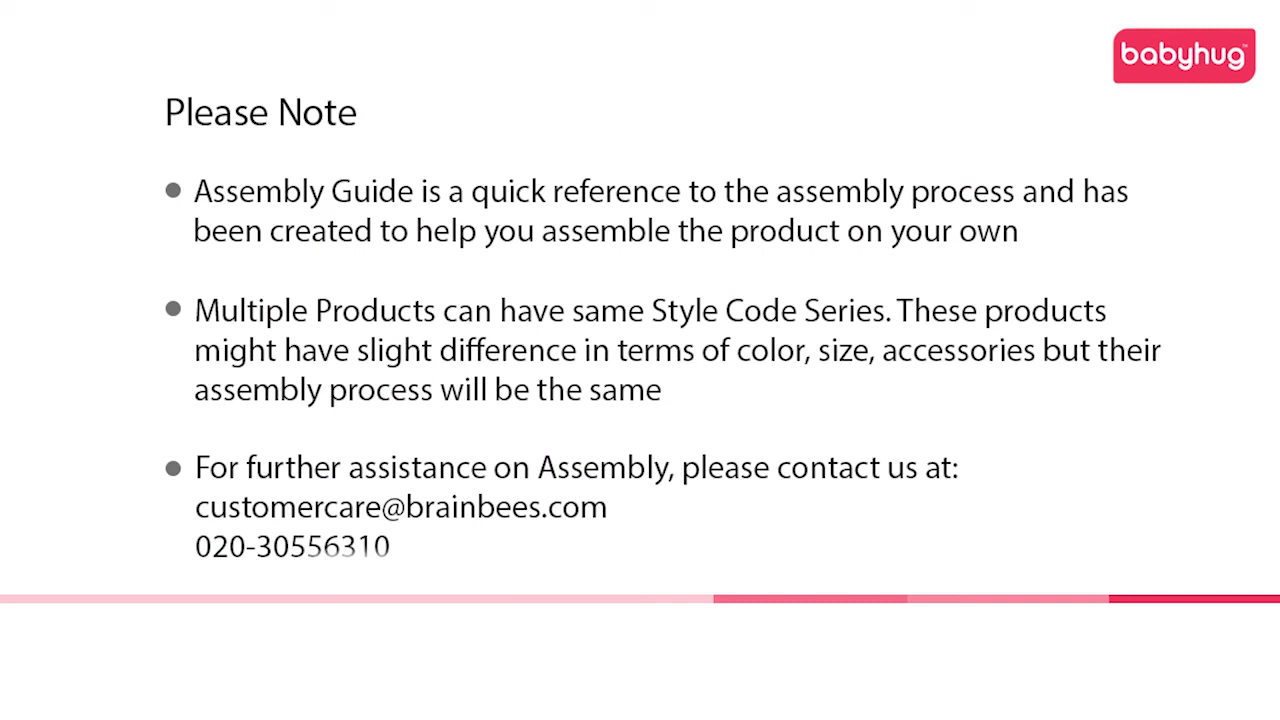 babyhug™
Please Note
Assembly Guide is a quick reference to the assembly process and has
been created to help you assemble the product on your own
Multiple Products can have same Style Code Series. These products
might have slight difference in terms of color, size, accessories but their
assembly process will be the same
For further assistance on Assembly, please contact us at:
customercare@brainbees.com
020-30556310